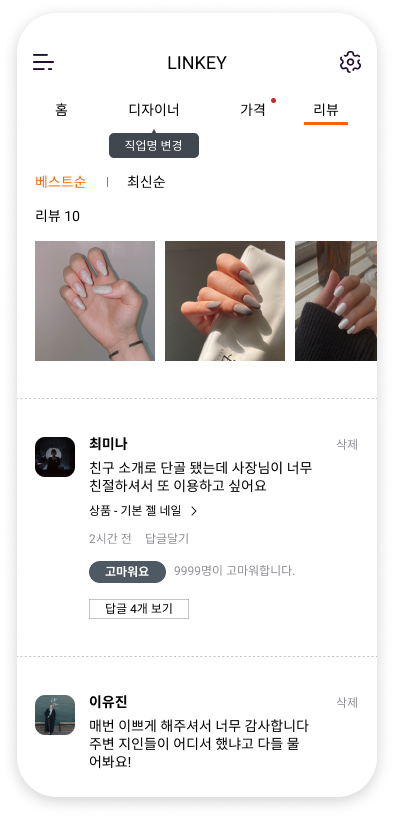 LINKEY
홈 디자이너 가격 리뷰
직업명 변경
베스트순 | 최신순
리뷰 10
최미나 삭제
친구 소개로 단골 됐는데 사장님이 너무
친절하셔서 또 이용하고 싶어요
상품 - 기본 젤 네일 >
2시간 전 답글달기
고마워요 9999명이 고마워합니다.
답글 4개 보기
이유진 삭제
매번 이쁘게 해주셔서 너무 감사합니다
주변 지인들이 어디서 했냐고 다들 물
어봐요!